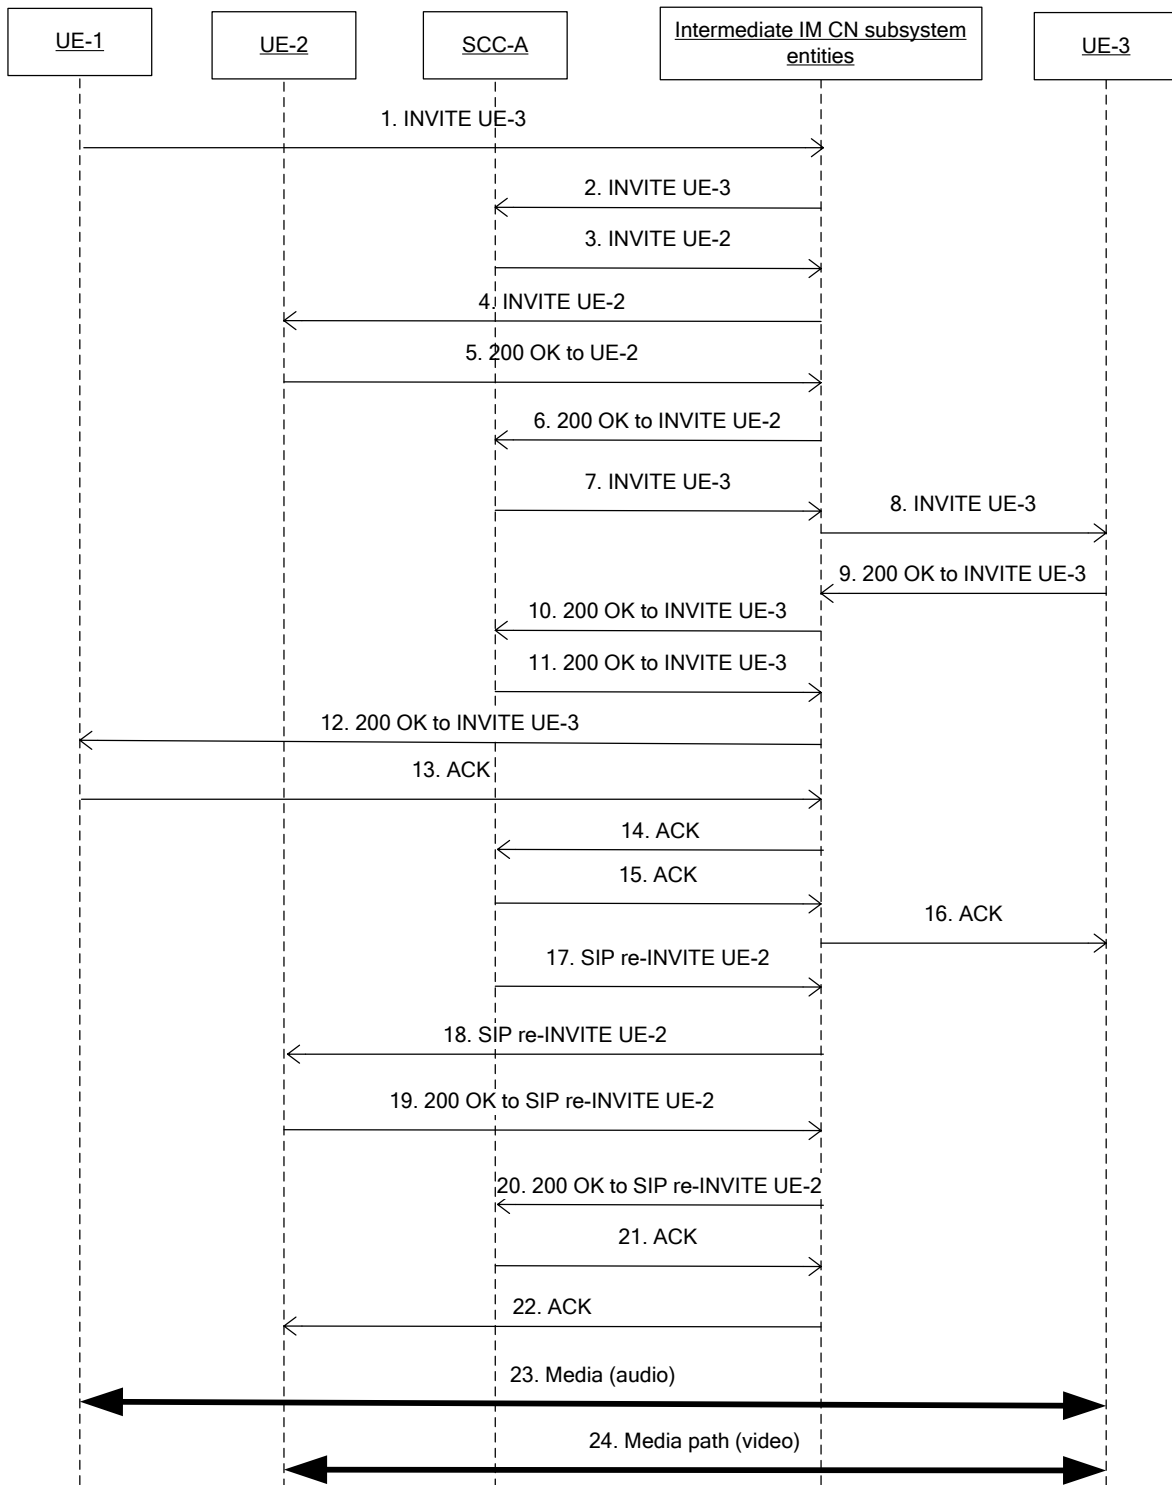 UE-1
UE-2
SCC-A
Intermediate IM CN subsystem
entities
UE-3
1. INVITE UE-3
2. INVITE UE-3
3. INVITE UE-2
4. INVITE UE-2
5. 200 OK to UE-2
6. 200 OK to INVITE UE-2
7. INVITE UE-3
8. INVITE UE-3
9. 200 OK to INVITE UE-3
10. 200 OK to INVITE UE-3
11. 200 OK to INVITE UE-3
12. 200 OK to INVITE UE-3
13. ACK
14. ACK
15. ACK
16. ACK
17. SIP re-INVITE UE-2
18. SIP re-INVITE UE-2
19. 200 OK to SIP re-INVITE UE-2
20. 200 OK to SIP re-INVITE UE-2
21. ACK
22. ACK
23. Media (audio)
24. Media path (video)